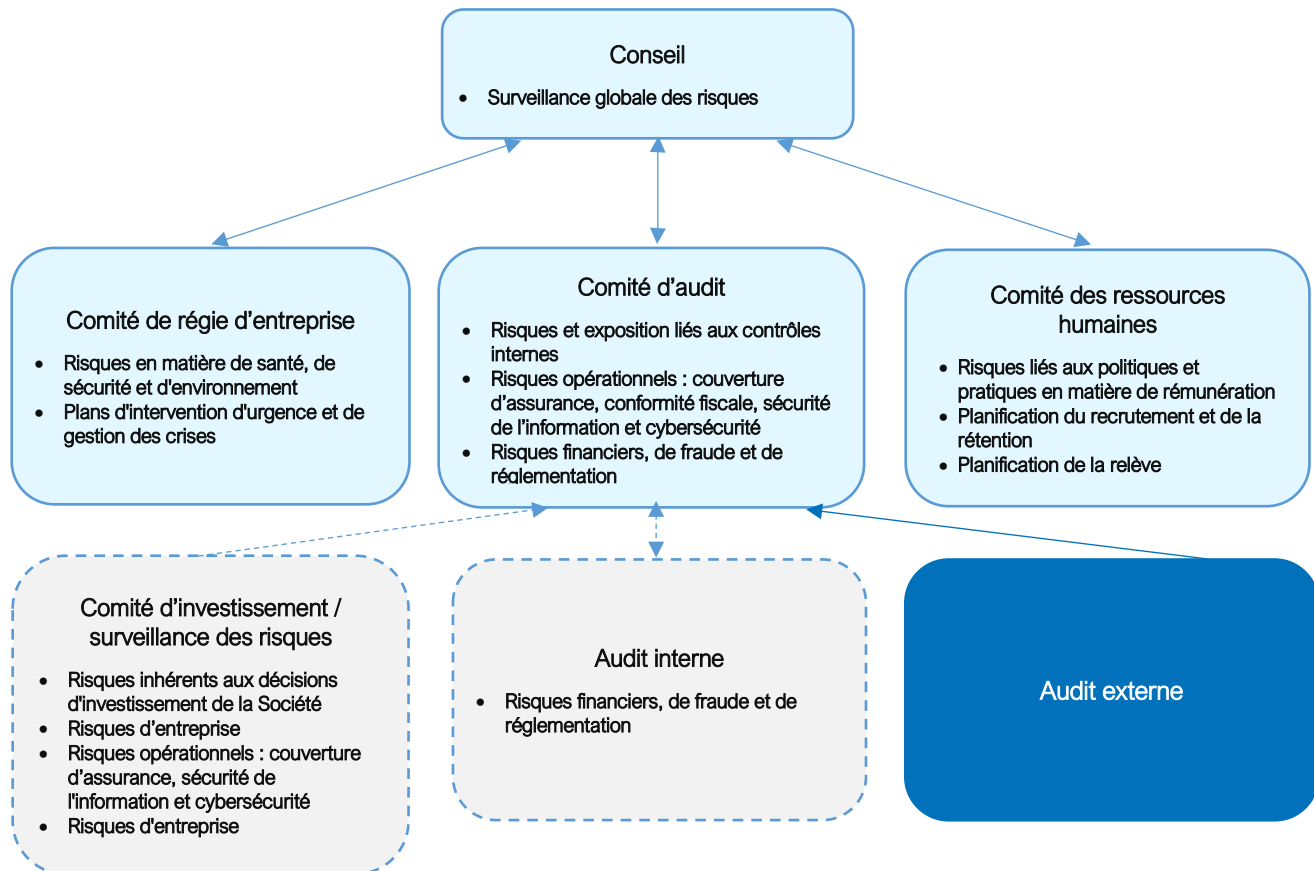 Conseil
• Surveillance globale des risques
Comité de régie d'entreprise
• Risques en matière de santé, de
sécurité et d'environnement
• Plans d'intervention d'urgence et de
gestion des crises
Comité d'audit
• Risques et exposition liés aux contrôles
internes
• Risques opérationnels : couverture
d'assurance, conformité fiscale, sécurité
de l'information et cybersécurité
• Risques financiers, de fraude et de
réglementation
Comité des ressources
humaines
• Risques liés aux politiques et
pratiques en matière de rémunération
• Planification du recrutement et de la
rétention
• Planification de la relève
Comité d'investissement /
surveillance des risques
• Risques inhérents aux décisions
d'investissement de la Société
• Risques d'entreprise
• Risques opérationnels : couverture
d'assurance, sécurité de
l'information et cybersécurité
• Risques d'entreprise
Audit interne
• Risques financiers, de fraude et de
réglementation
Audit externe